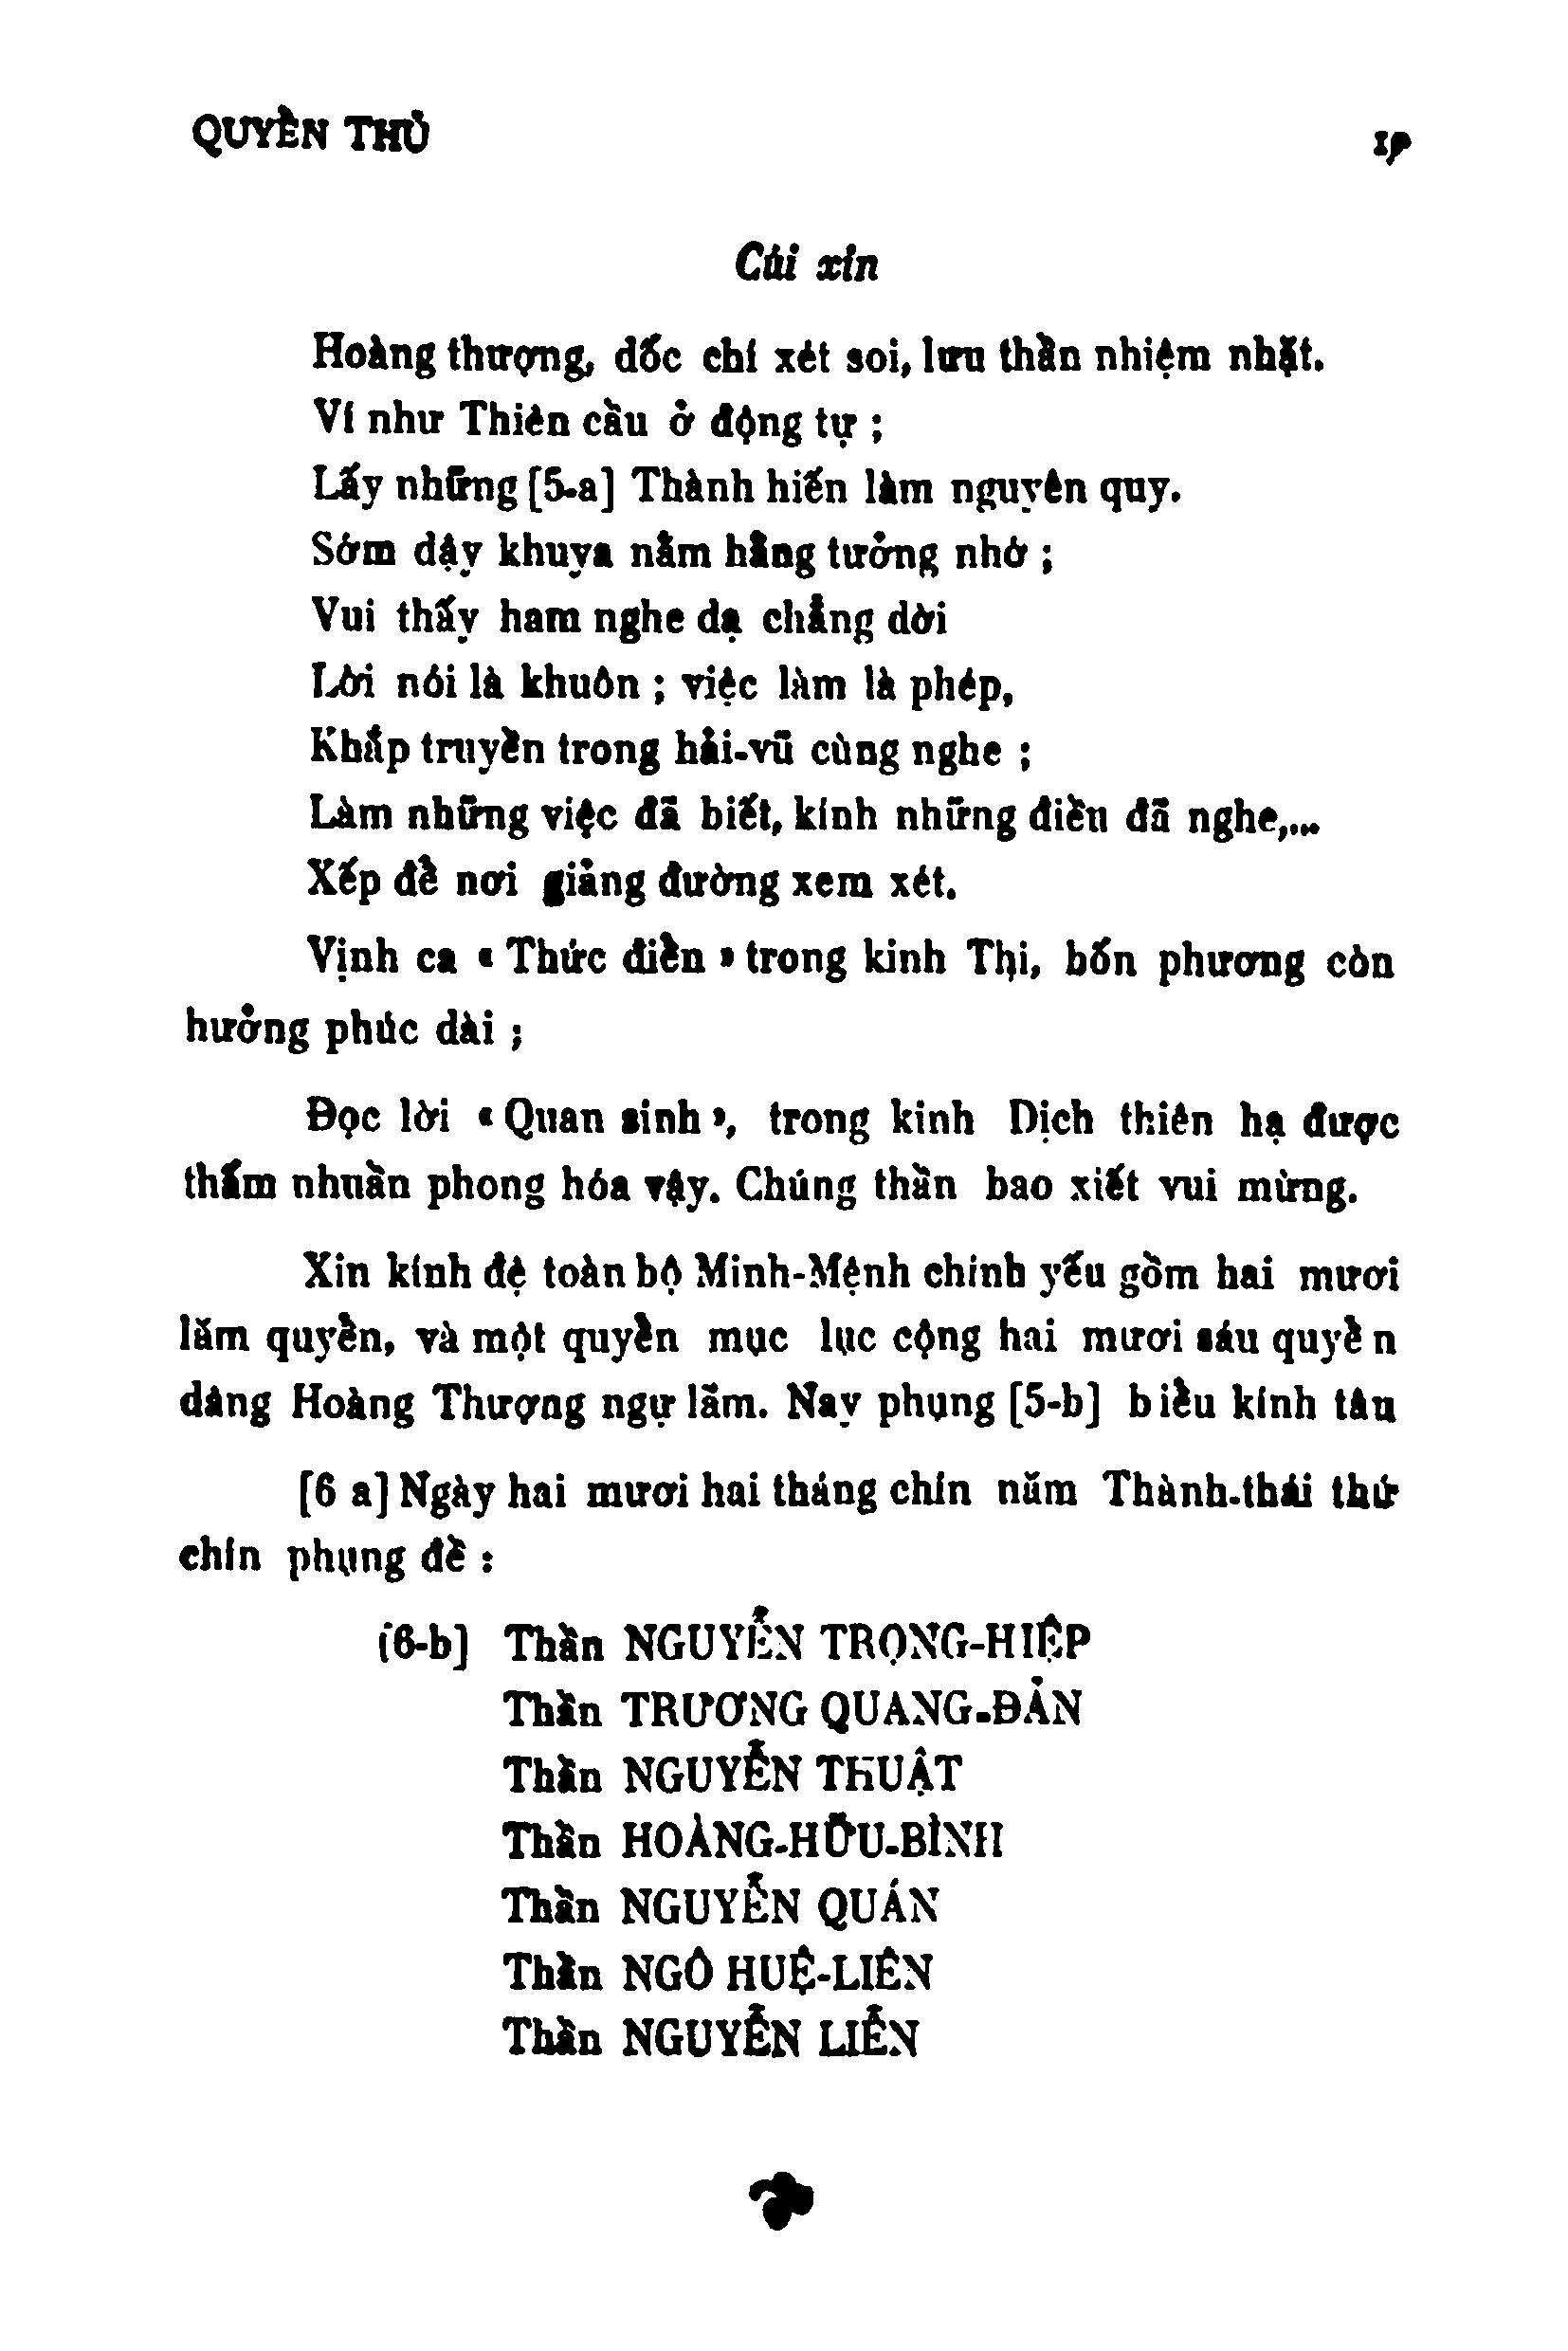 QUYỀN THỦ
Cúi xin
Hoàng thượng, dốc chí xét soi, lưu thần nhiệm nhặt.
Ví như Thiên cầu ở động tự ;
Lấy những [5-a] Thành hiến làm nguyên quy.
Sớm dậy khuya nằm hằng tưởng nhớ ;
Vui thấy ham nghe dạ chẳng dời
Lời nói là khuôn ; việc làm là phép,
Khắp truyền trong hải-vũ cùng nghe ;
Làm những việc đã biết, kính những điều đã nghe,...
Xếp để nơi giảng đường xem xét.
Vịnh ca « Thức điền » trong kinh Thi, bốn phương còn
hưởng phúc dài ;
Đọc lời « Quan sinh », trong kinh Dịch thiên hạ được
thấm nhuần phong hóa vậy. Chúng thần bao xiết vui mừng.
Xin kính đệ toàn bộ Minh-Mệnh chính yếu gồm hai mươi
lăm quyển, và một quyển mục lục cộng hai mươi sáu quyển
dâng Hoàng Thượng ngự lãm. Nay phụng [5-b] biểu kính tâu
[6 a] Ngày hai mươi hai tháng chín năm Thành-thái thứ
chín phụng đề :
[6-b] Thần NGUYỄN TRỌNG-HIỆP
Thần TRƯƠNG QUANG-ĐẢN
Thần NGUYỄN THUẬT
Thần HOÀNG-HỮU-BÌNH
Thần NGUYỄN QUÁN
Thần NGÔ HUỆ-LIÊN
Thần NGUYỄN LIỄN